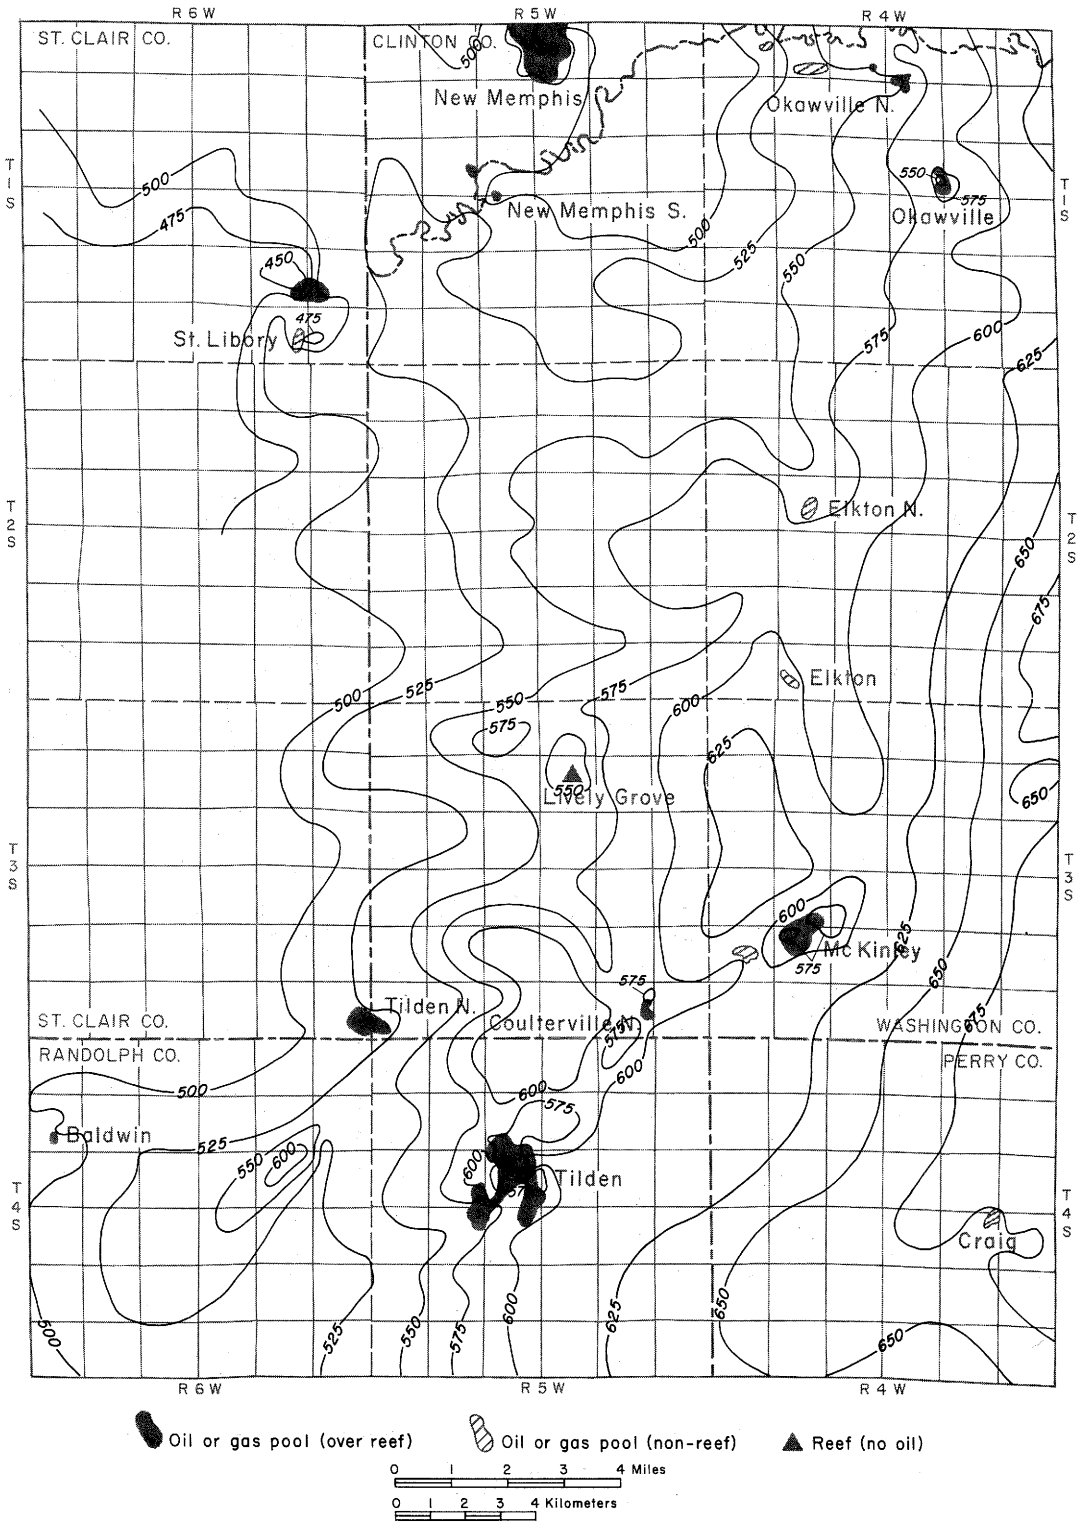 R 6 W R 5 W R 4 W
ST. CLAIR CO.
CLINTON CO.
500
New Memphis
Okawville N.
T 1 S
500
550
575
T 1 S
475
New Memphis S.
Okawville
500
525
450
550
475
St. Libory
575
600
625
T 2 S
Elkton N.
T 2 S
650
675
Elkton
500
525
550
575
600
575
625
550
Lively Grove
650
T 3 S
T 3 S
600
Mc Kinley
625
575
650
575
675
Tilden N.
Coulterville N.
575
ST. CLAIR CO.
WASHINGTON CO.
RANDOLPH CO.
PERRY CO.
600
500
600
575
Baldwin
525
550
600
600
Tilden
57
T 4 S
T 4 S
Craig
500
525
550
575
600
625
650
650
R 6 W R 5 W R 4 W
Oil or gas pool (over reef)
Oil or gas pool (non-reef)
Reef (no oil)
0 1 2 3 4 Miles
0 1 2 3 4 Kilometers